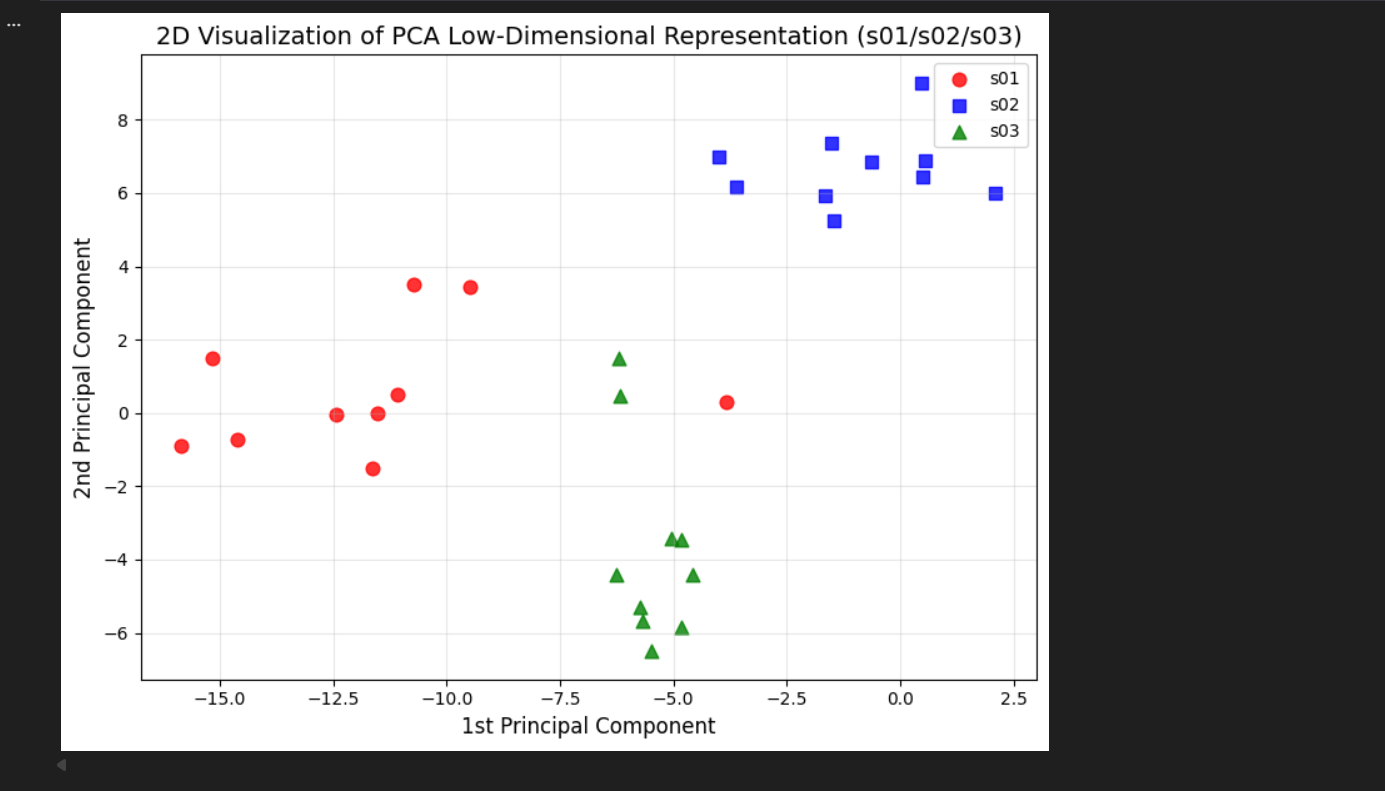 ...
2D Visualization of PCA Low-Dimensional Representation (s01/s02/s03)
s01
s02
s03
8
6
4
2
0
−2
−4
−6
2nd Principal Component
−15.0 −12.5 −10.0 −7.5 −5.0 −2.5 0.0 2.5
1st Principal Component